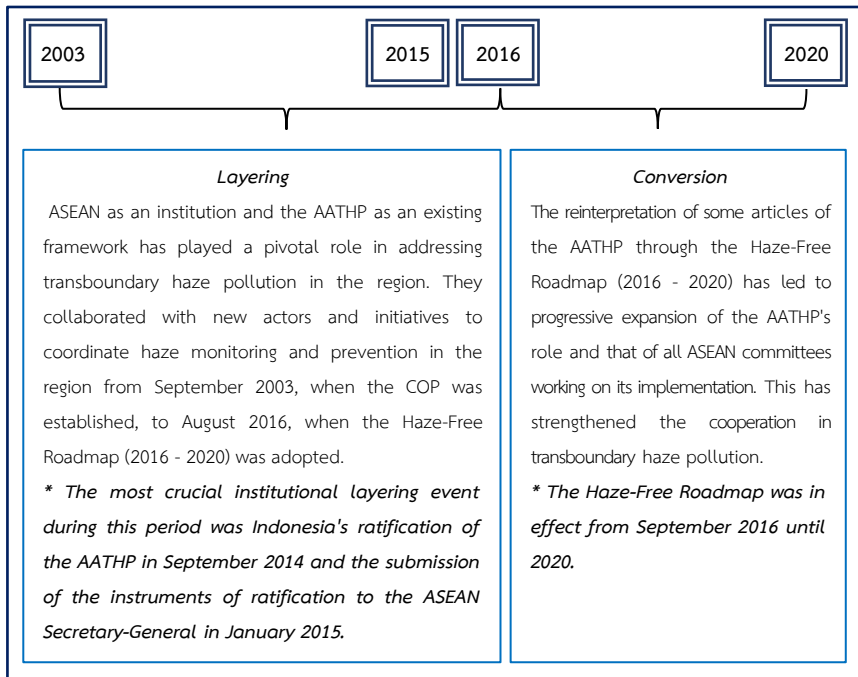 2003
2015
2016
2020
Layering
ASEAN as an institution and the AATHP as an existing
framework has played a pivotal role in addressing
transboundary haze pollution in the region. They
collaborated with new actors and initiatives to
coordinate haze monitoring and prevention in the
region from September 2003, when the COP was
established, to August 2016, when the Haze-Free
Roadmap (2016 - 2020) was adopted.
* The most crucial institutional layering event
during this period was Indonesia's ratification of
the AATHP in September 2014 and the submission
of the instruments of ratification to the ASEAN
Secretary-General in January 2015.
Conversion
The reinterpretation of some articles of
the AATHP through the Haze-Free
Roadmap (2016 - 2020) has led to
progressive expansion of the AATHP's
role and that of all ASEAN committees
working on its implementation. This has
strengthened the cooperation in
transboundary haze pollution.
* The Haze-Free Roadmap was in
effect from September 2016 until
2020.